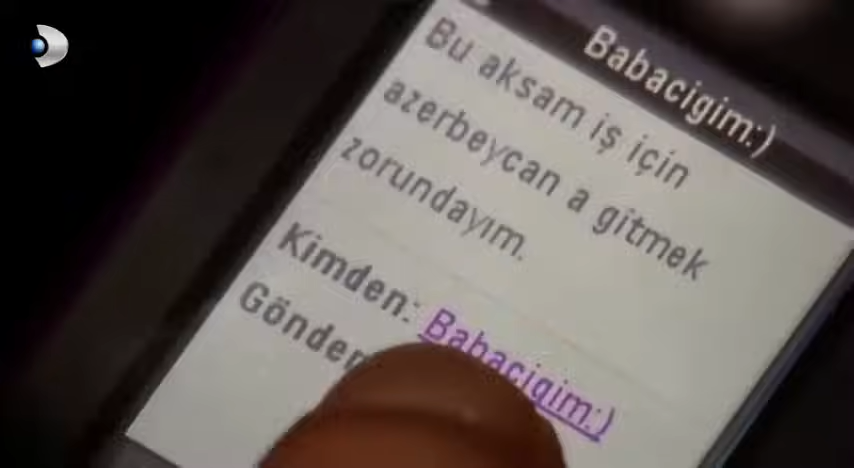 Babacigim:)
Bu aksam iş için
azerbeycan a gitmek
zorundayım.
Kimden: Babacigim:)